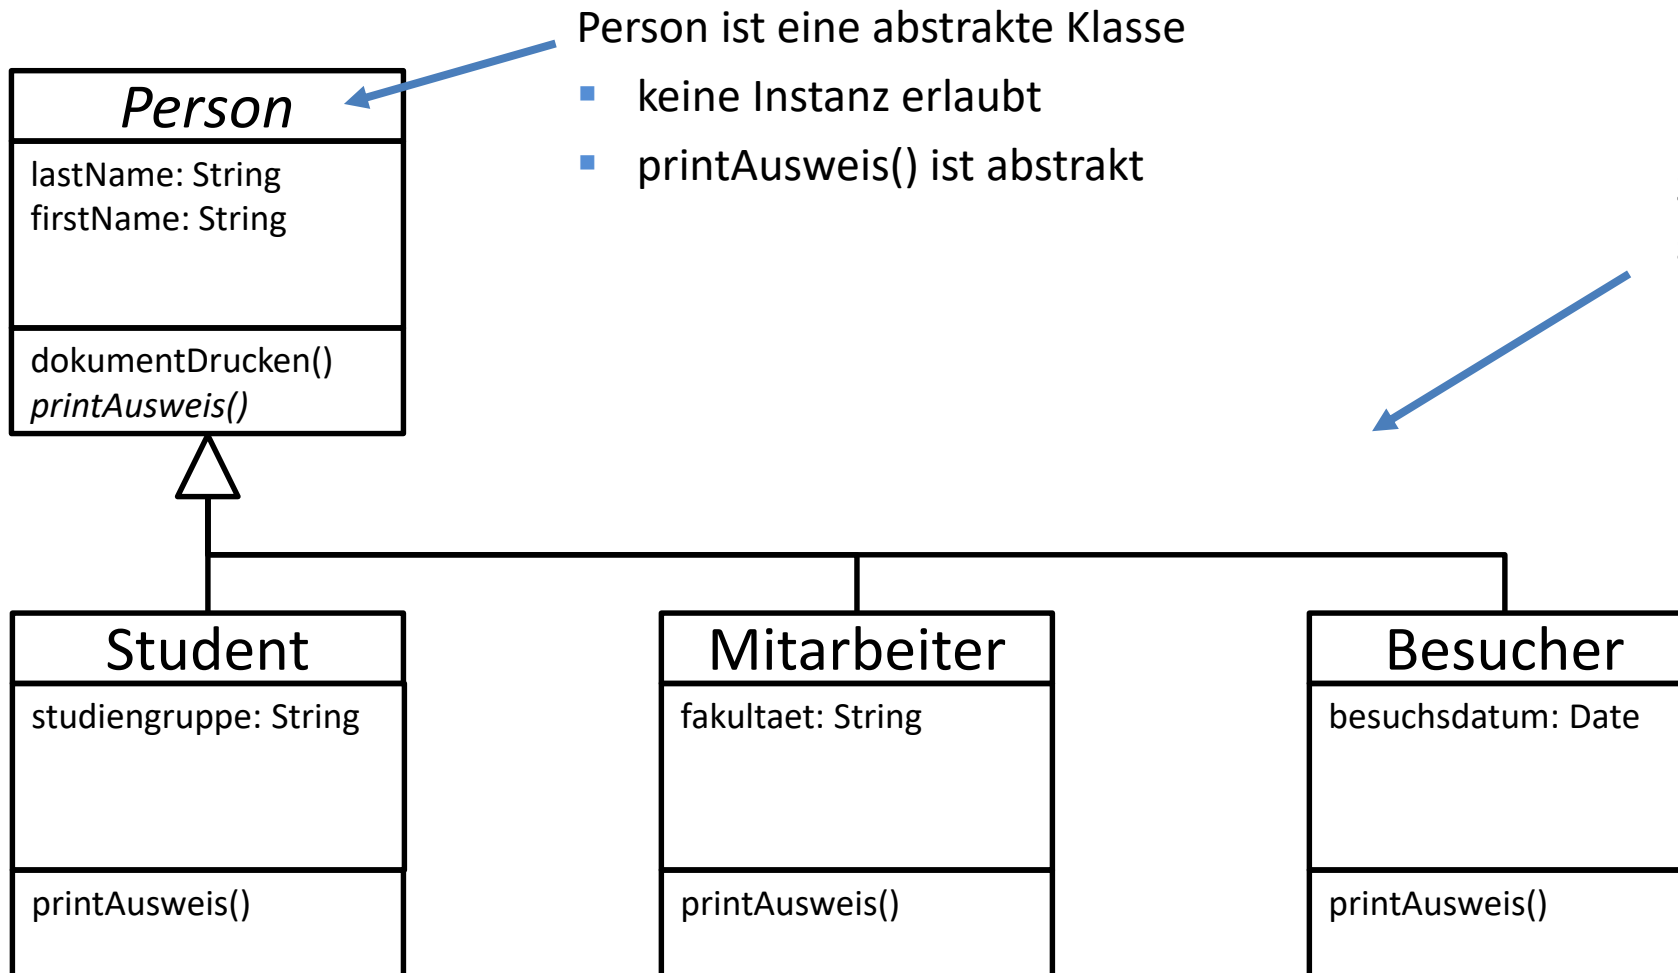 Person ist eine abstrakte Klasse
keine Instanz erlaubt
printAusweis() ist abstrakt
Person
lastName: String
firstName: String
dokumentDrucken()
printAusweis()
Student
studiengruppe: String
printAusweis()
Mitarbeiter
fakultaet: String
printAusweis()
Besucher
besuchsdatum: Date
printAusweis()